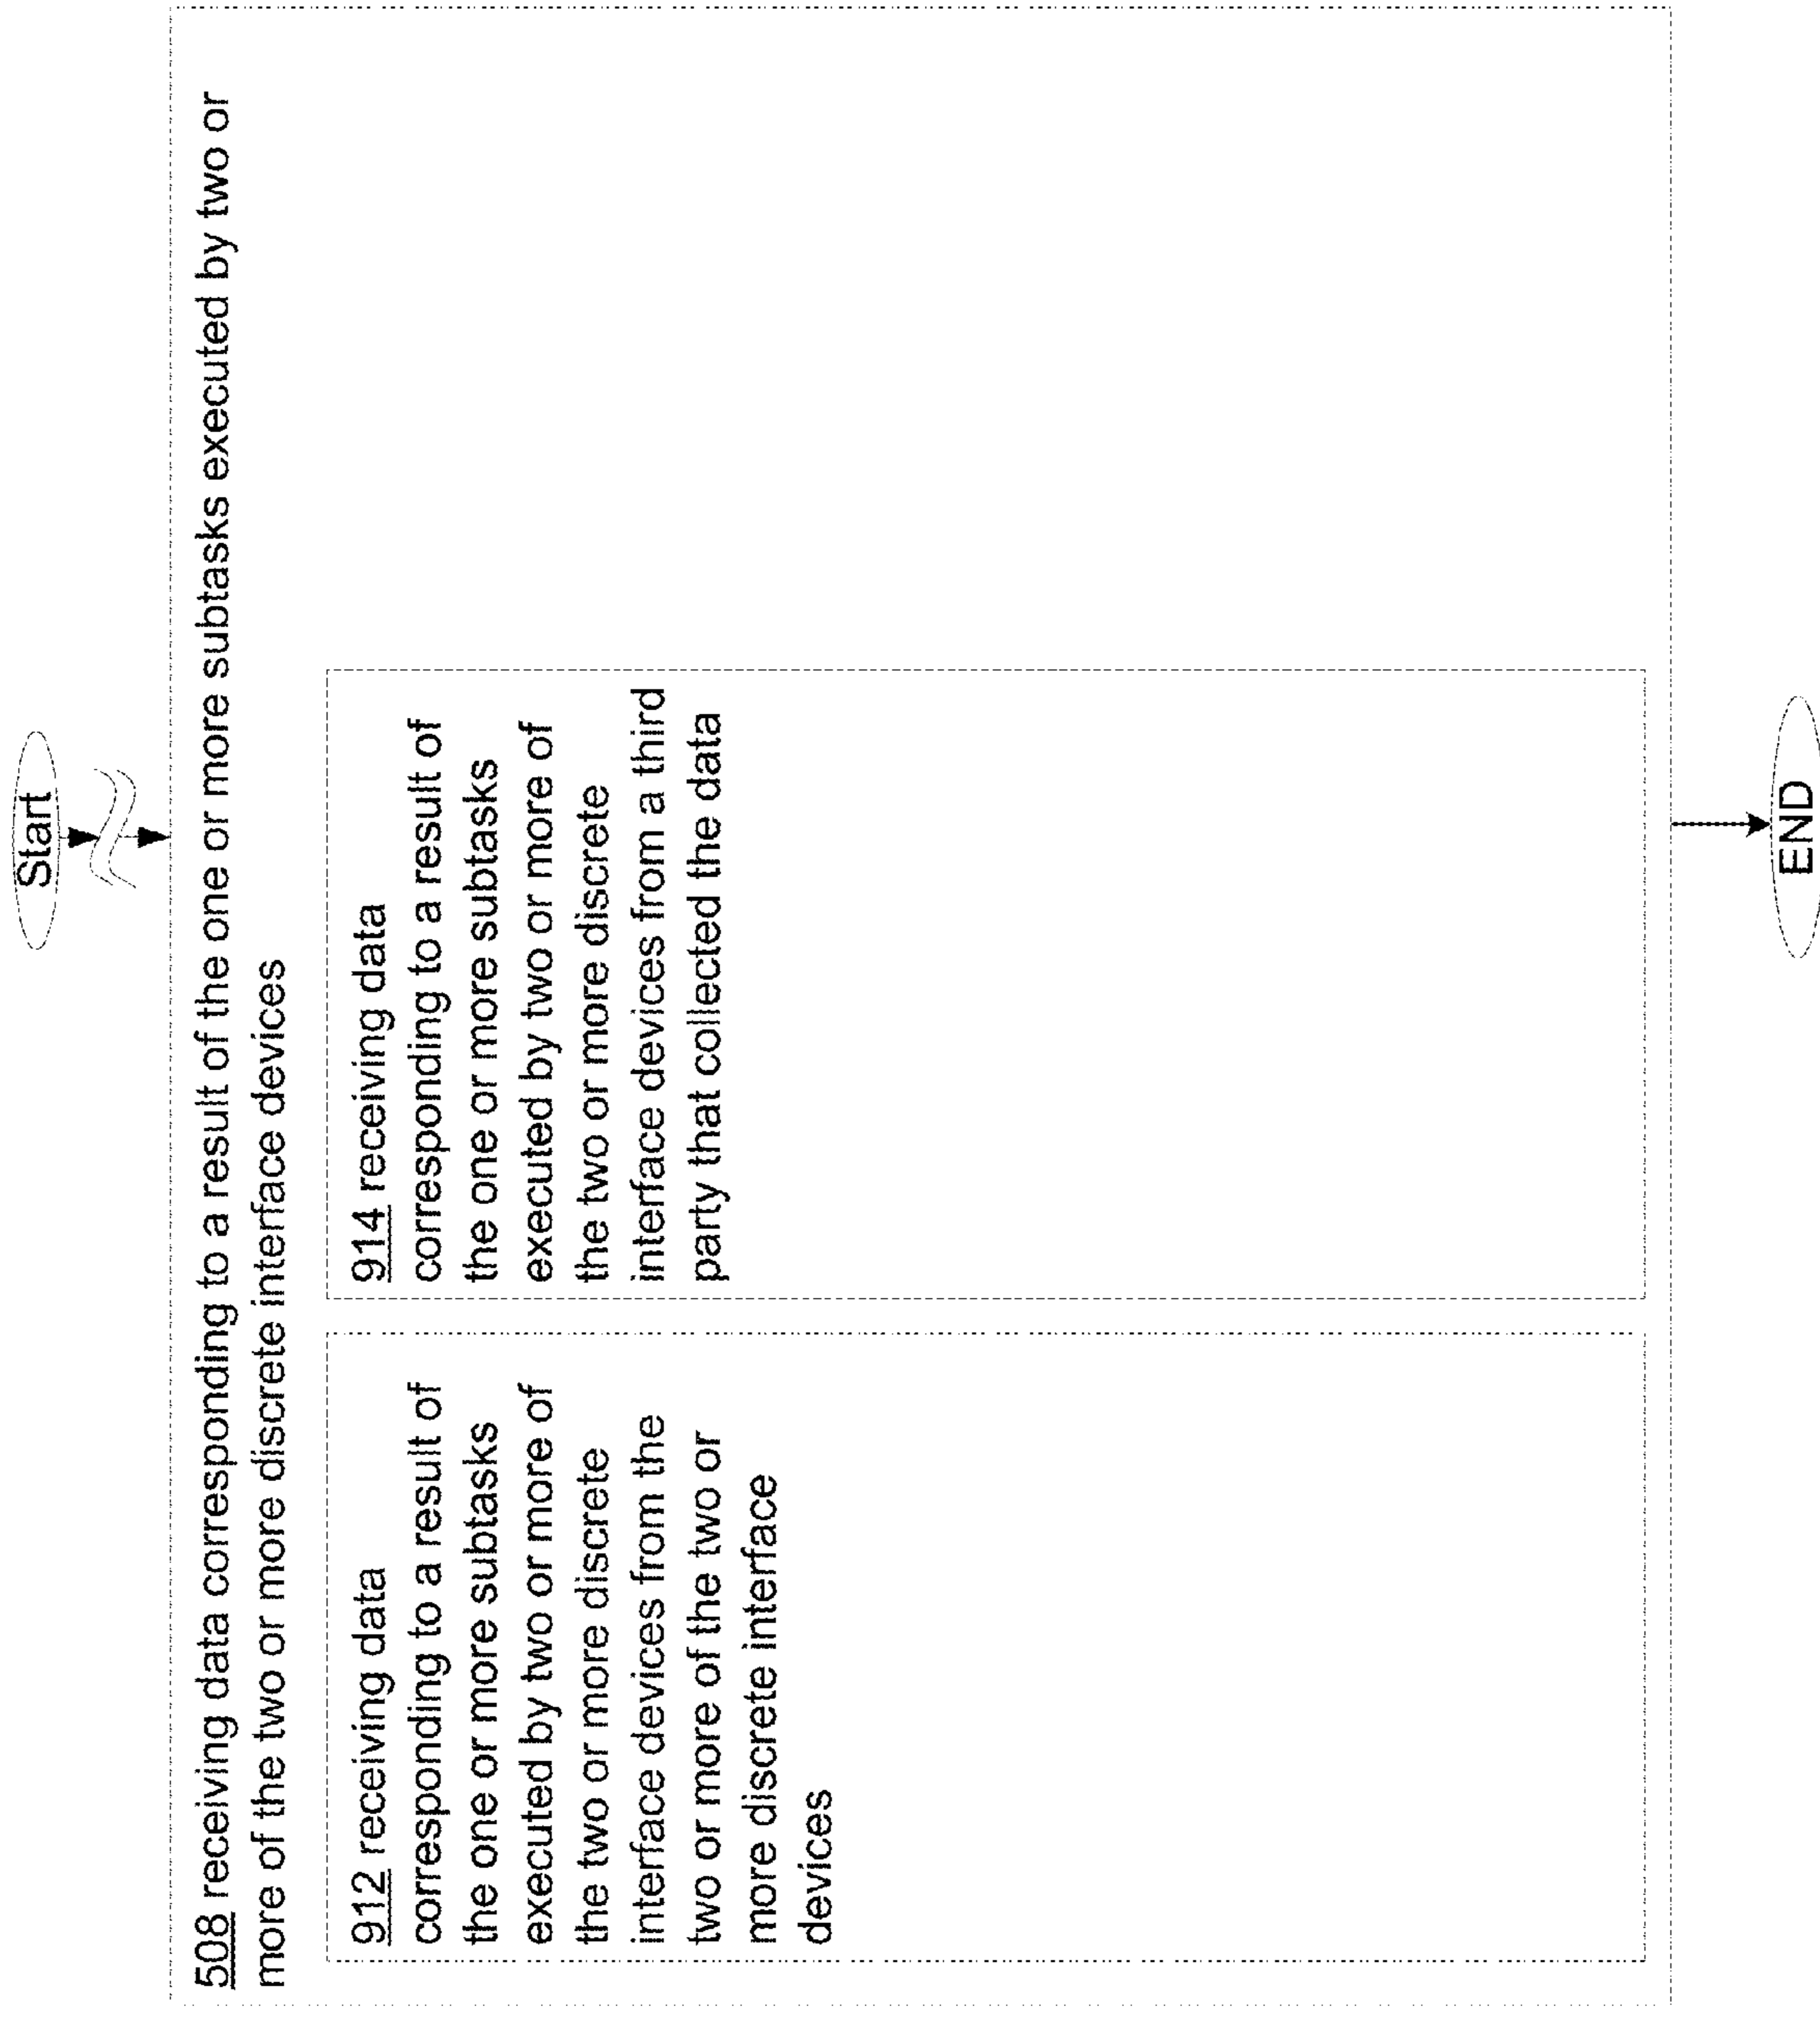 Start
508 receiving data corresponding to a result of the one or more subtasks executed by two or
more of the two or more discrete interface devices
912 receiving data
corresponding to a result of
the one or more subtasks
executed by two or more of
the two or more discrete
interface devices from the
two or more of the two or
more discrete interface
devices
914 receiving data
corresponding to a result of
the one or more subtasks
executed by two or more of
the two or more discrete
interface devices from a third
party that collected the data
END